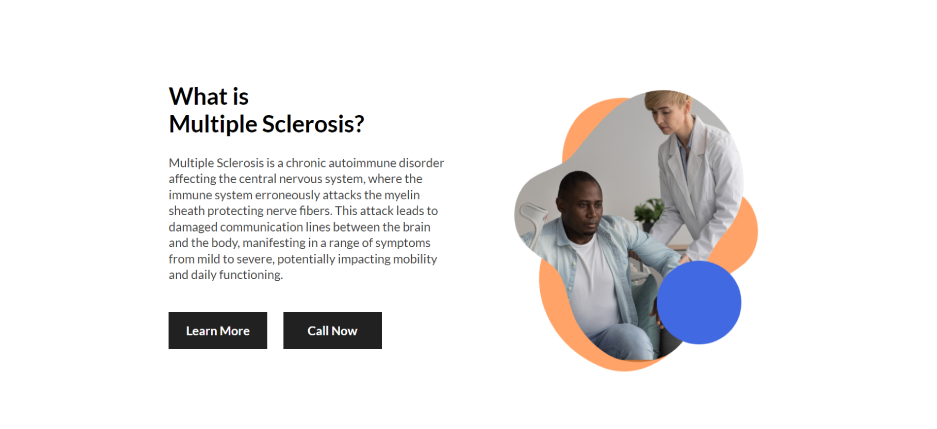 What is
Multiple Sclerosis?
Multiple Sclerosis is a chronic autoimmune disorder
affecting the central nervous system, where the
immune system erroneously attacks the myelin
sheath protecting nerve fibers. This attack leads to
damaged communication lines between the brain
and the body, manifesting in a range of symptoms
from mild to severe, potentially impacting mobility
and daily functioning.
Learn More
Call Now